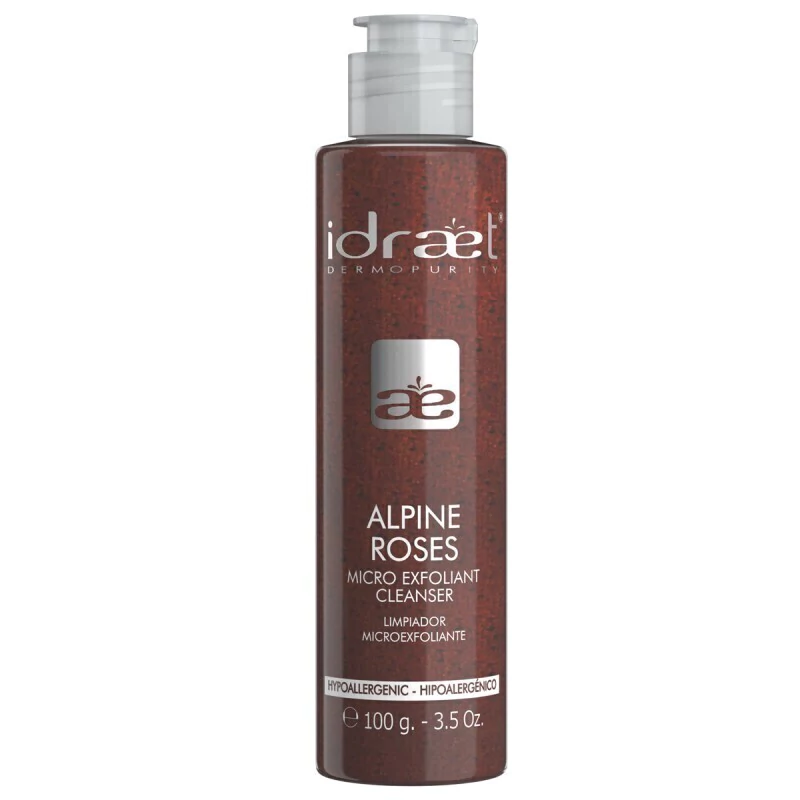 idraet®
DERMOPURITY
ae
ALPINE
ROSES
MICRO EXFOLIANT
CLEANSER
LIMPIADOR
MICROEXFOLIANTE
HYPOALLERGENIC - HIPOALERGÉNICO
℮ 100 g. - 3.5 Oz.